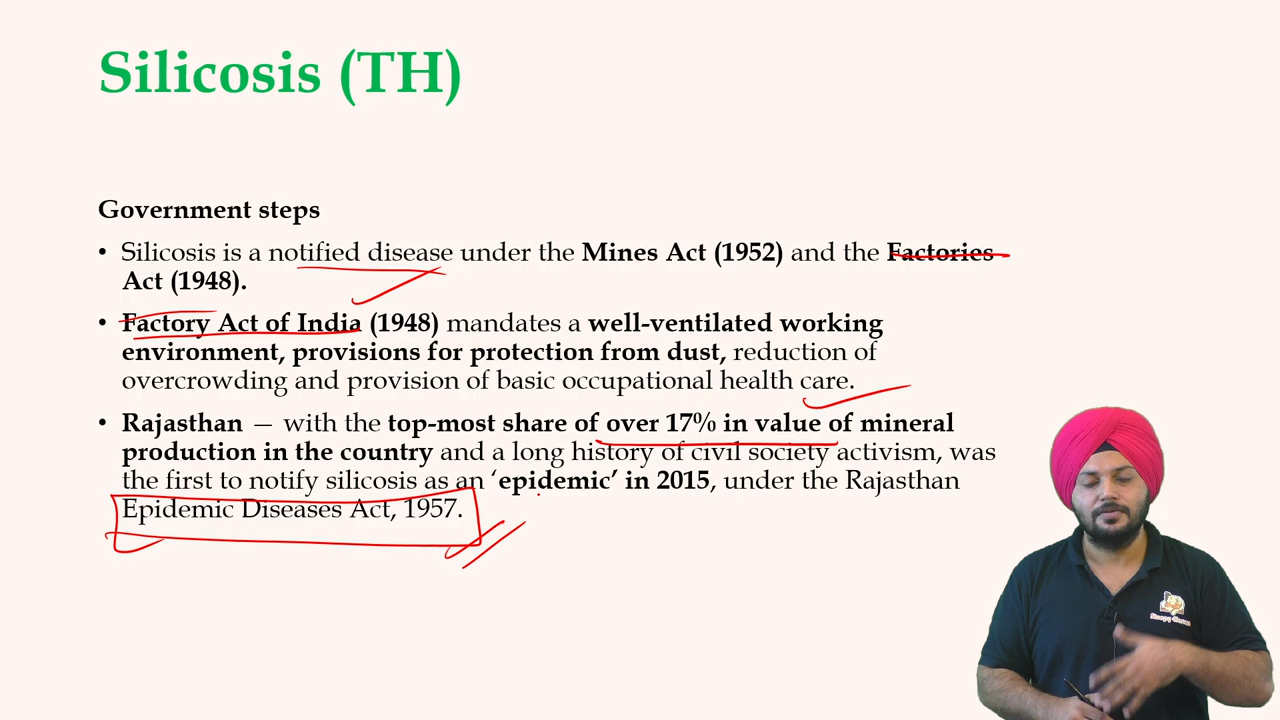 Silicosis (TH)
Government steps
• Silicosis is a notified disease under the Mines Act (1952) and the Factories
Act (1948).
• Factory Act of India (1948) mandates a well-ventilated working
environment, provisions for protection from dust, reduction of
overcrowding and provision of basic occupational health care.
• Rajasthan — with the top-most share of over 17% in value of mineral
production in the country and a long history of civil society activism, was
the first to notify silicosis as an ‘epidemic’ in 2015, under the Rajasthan
Epidemic Diseases Act, 1957.